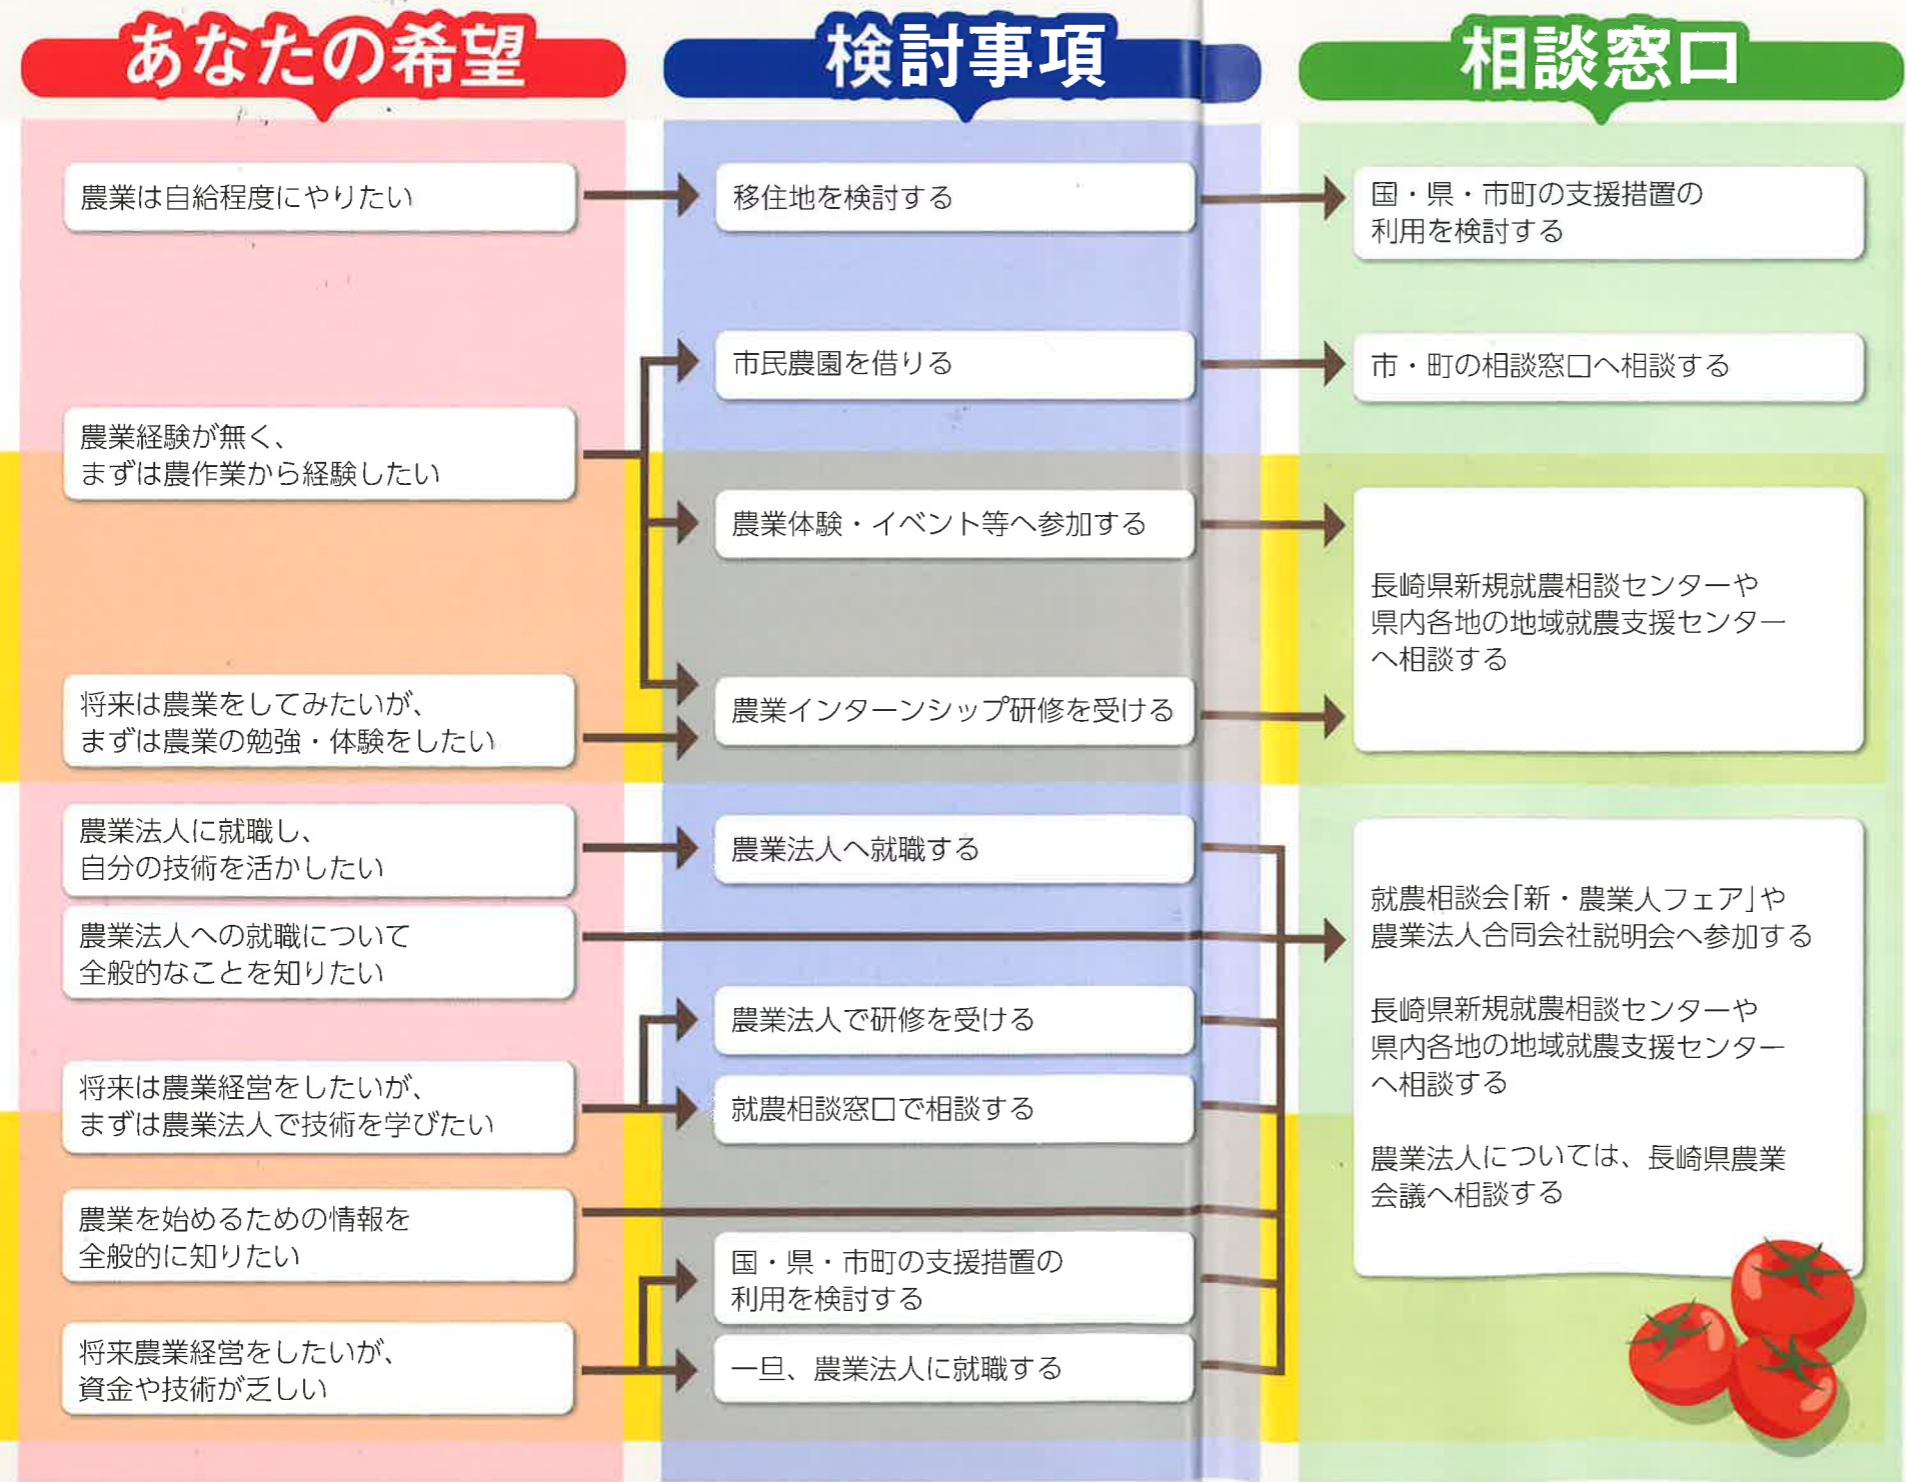 あなたの希望
検討事項
相談窓口
農業は自給程度にやりたい
移住地を検討する
国・県・市町の支援措置の
利用を検討する
市民農園を借りる
市・町の相談窓口へ相談する
農業経験が無く、
まずは農作業から経験したい
農業体験・イベント等へ参加する
長崎県新規就農相談センターや
県内各地の地域就農支援センター
へ相談する
将来は農業をしてみたいが、
まずは農業の勉強・体験をしたい
農業インターンシップ研修を受ける
農業法人に就職し、
自分の技術を活かしたい
農業法人へ就職する
農業法人への就職について
全般的なことを知りたい
就農相談会「新・農業人フェア」や
農業法人合同会社説明会へ参加する
長崎県新規就農相談センターや
県内各地の地域就農支援センター
へ相談する
農業法人については、長崎県農業
会議へ相談する
農業法人で研修を受ける
将来は農業経営をしたいが、
まずは農業法人で技術を学びたい
就農相談窓口で相談する
農業を始めるための情報を
全般的に知りたい
国・県・市町の支援措置の
利用を検討する
将来農業経営をしたいが、
資金や技術が乏しい
一旦、農業法人に就職する